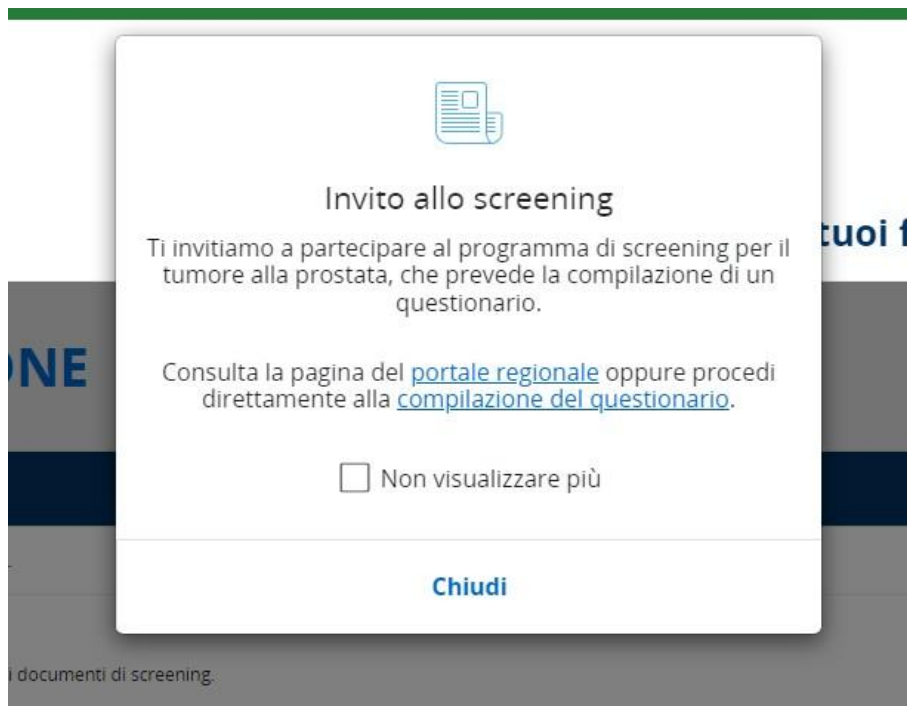 Invito allo screening
tuoi f
Ti invitiamo a partecipare al programma di screening per il
tumore alla prostata, che prevede la compilazione di un
questionario.
ONE
Consulta la pagina del portale regionale oppure procedi
direttamente alla compilazione del questionario.
Non visualizzare più
Chiudi
i documenti di screening.